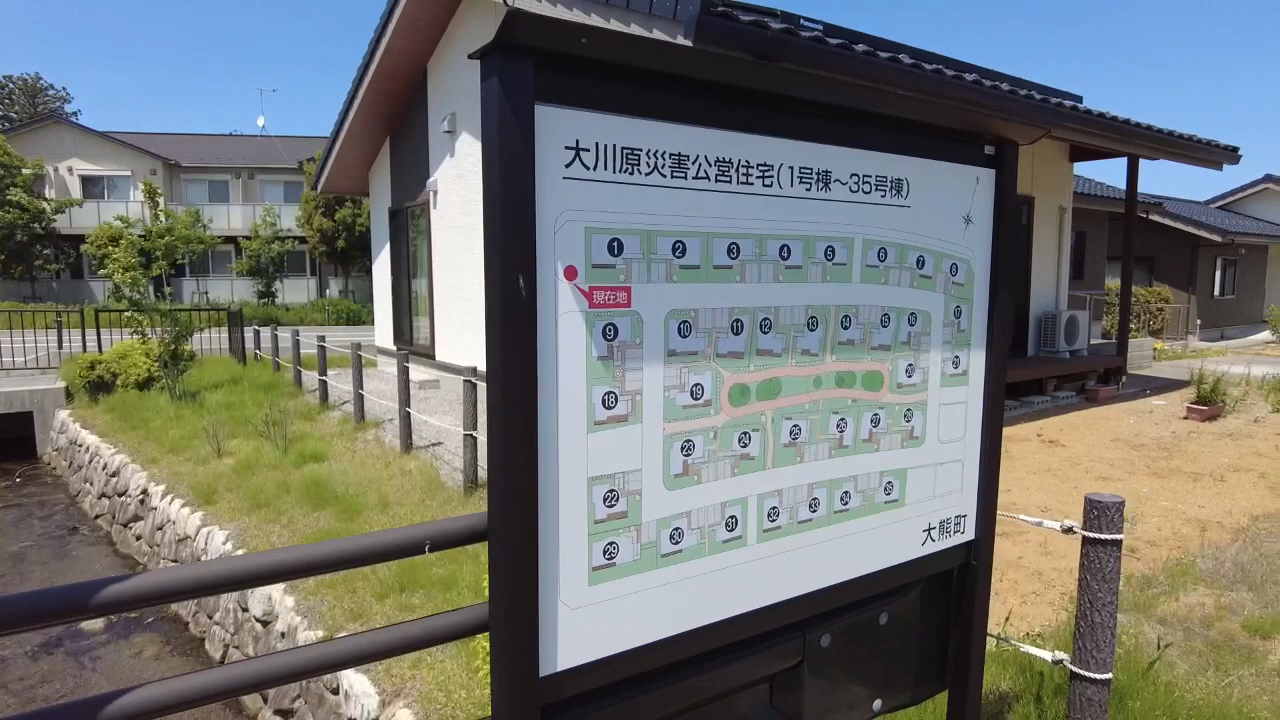 Panasonic
大川原災害公営住宅(1号棟～35号棟)
1 2 3 4 5 6 7 8
現在地
9 10 11 12 13 14 15 16 17
18 19 20 21
23 24 25 26 27 28
22
29 30 31 32 33 34 35
大熊町